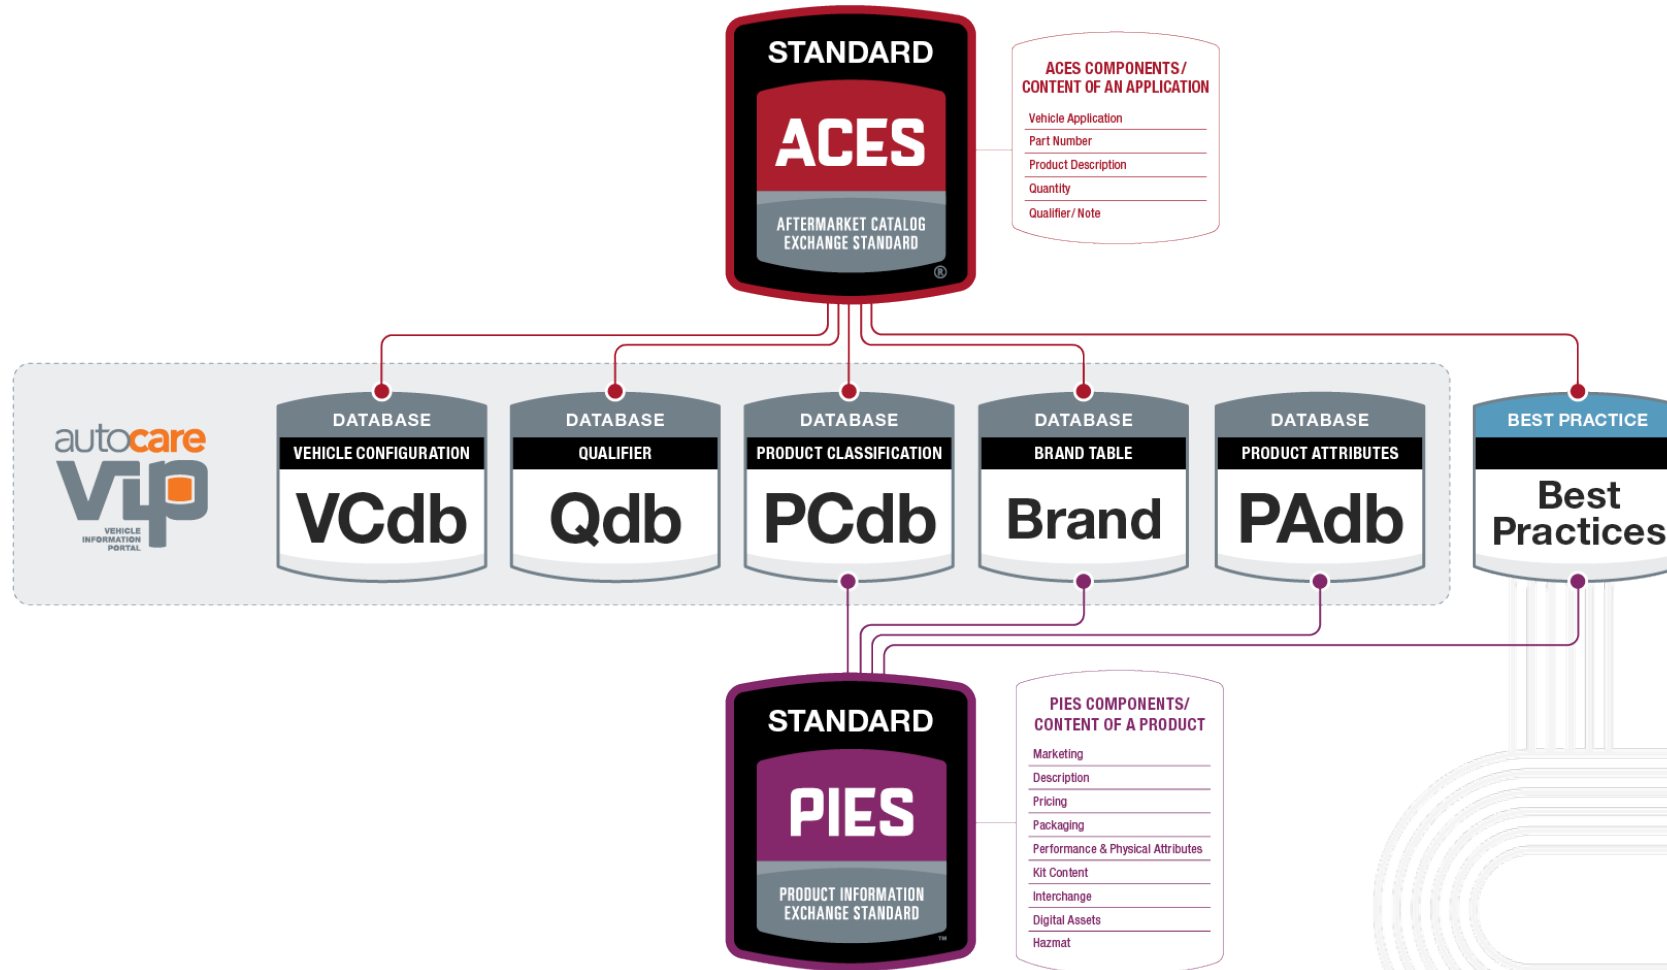 STANDARD
ACES
AFTERMARKET CATALOG
EXCHANGE STANDARD
®
ACES COMPONENTS/
CONTENT OF AN APPLICATION
Vehicle Application
Part Number
Product Description
Quantity
Qualifier/ Note
autocare
vip
VEHICLE
INFORMATION
PORTAL
DATABASE
VEHICLE CONFIGURATION
VCdb
DATABASE
QUALIFIER
Qdb
DATABASE
PRODUCT CLASSIFICATION
PCdb
DATABASE
BRAND TABLE
Brand
DATABASE
PRODUCT ATTRIBUTES
PAdb
BEST PRACTICE
Best
Practices
STANDARD
PIES
PRODUCT INFORMATION
EXCHANGE STANDARD
™
PIES COMPONENTS/
CONTENT OF A PRODUCT
Marketing
Description
Pricing
Packaging
Performance & Physical Attributes
Kit Content
Interchange
Digital Assets
Hazmat